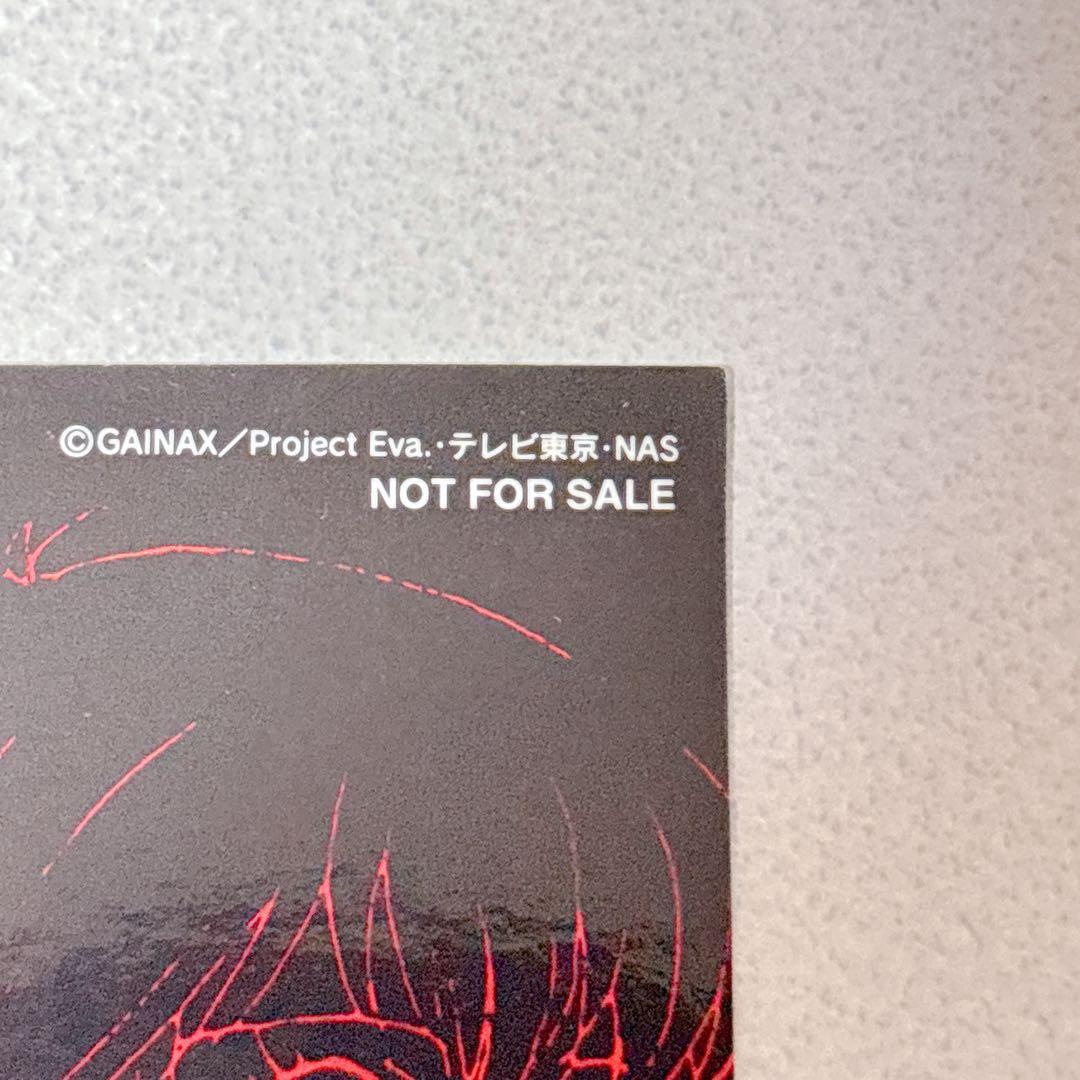 ©GAINAX／Project Eva.･テレビ東京･NAS
NOT FOR SALE